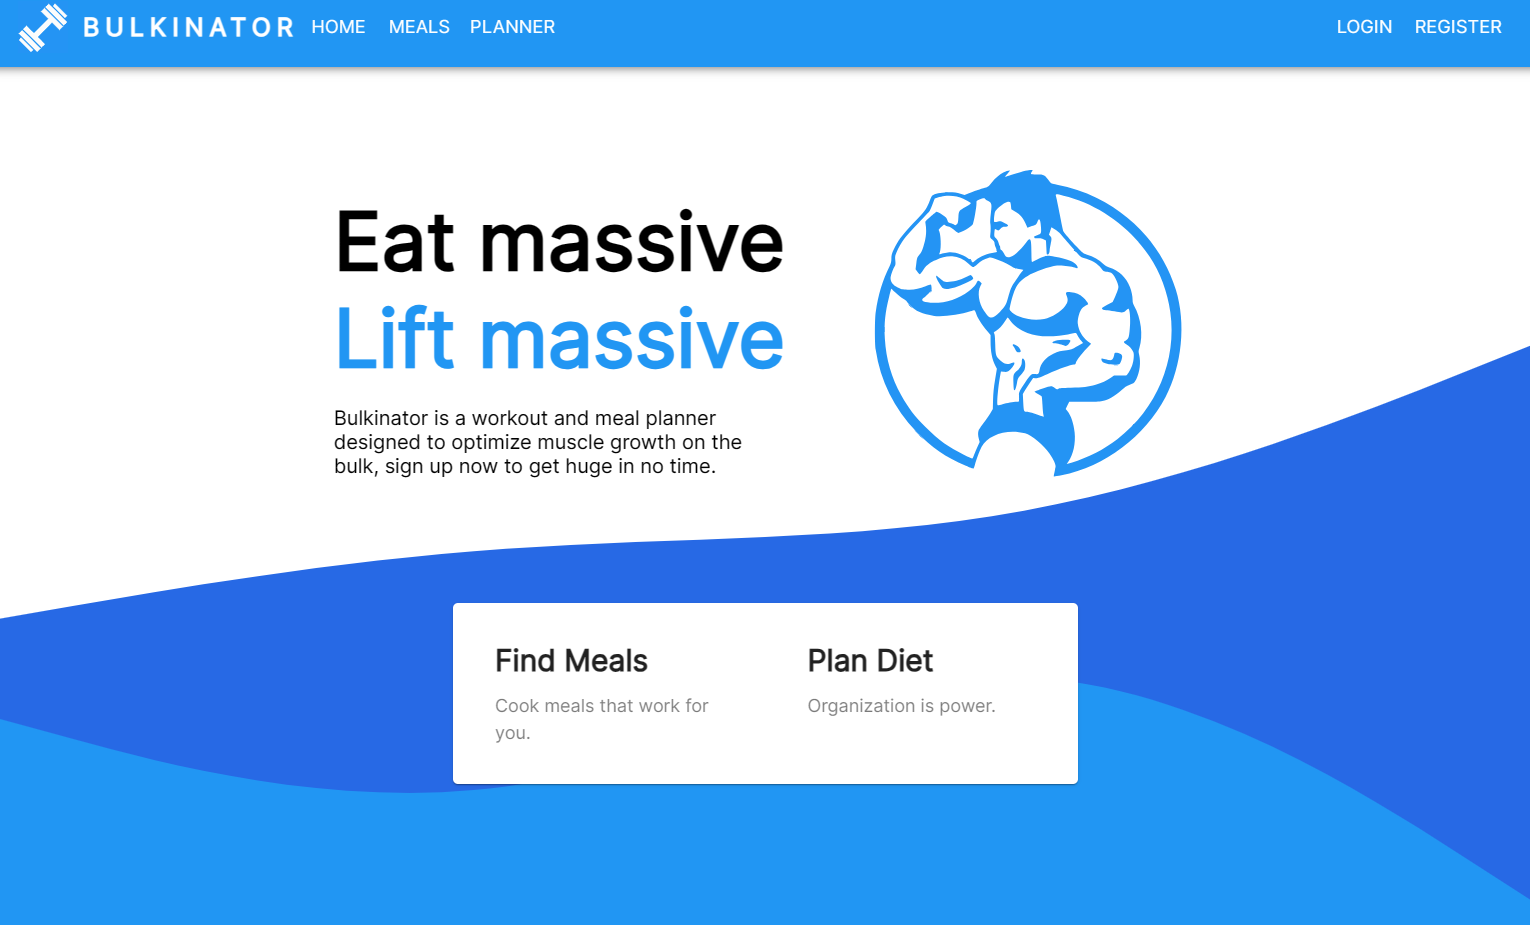 BULKINATOR HOME MEALS PLANNER LOGIN REGISTER
Eat massive
Lift massive
Bulkinator is a workout and meal planner
designed to optimize muscle growth on the
bulk, sign up now to get huge in no time.
Find Meals
Cook meals that work for
you.
Plan Diet
Organization is power.